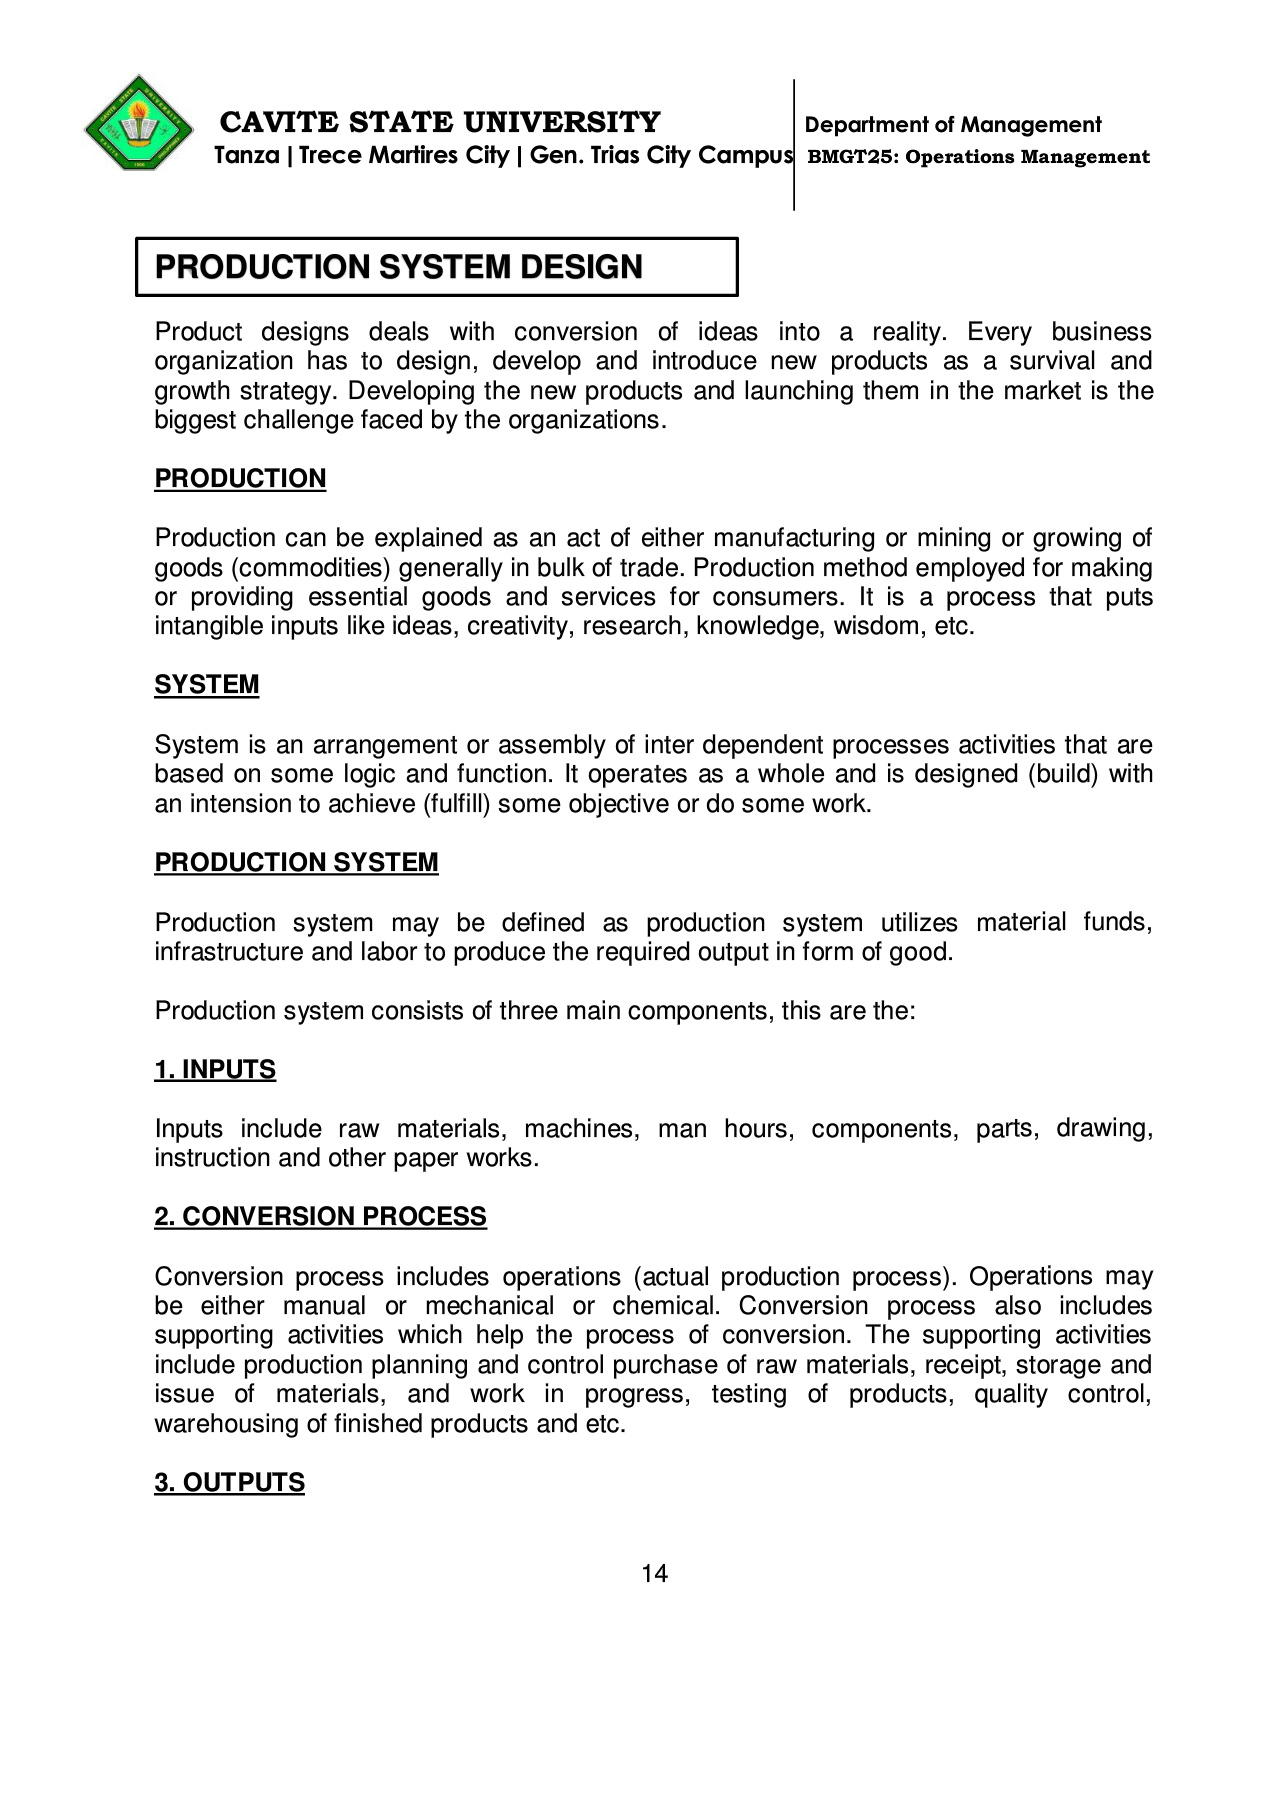 CAVITE STATE UNIVERSITY
Tanza | Trece Martires City | Gen. Trias City Campus
Department of Management
BMGT25: Operations Management
PRODUCTION SYSTEM DESIGN
Product designs deals with conversion of ideas into a reality. Every business
organization has to design, develop and introduce new products as a survival and
growth strategy. Developing the new products and launching them in the market is the
biggest challenge faced by the organizations.
PRODUCTION
Production can be explained as an act of either manufacturing or mining or growing of
goods (commodities) generally in bulk of trade. Production method employed for making
or providing essential goods and services for consumers. It is a process that puts
intangible inputs like ideas, creativity, research, knowledge, wisdom, etc.
SYSTEM
System is an arrangement or assembly of inter dependent processes activities that are
based on some logic and function. It operates as a whole and is designed (build) with
an intension to achieve (fulfill) some objective or do some work.
PRODUCTION SYSTEM
Production system may be defined as production system utilizes material funds,
infrastructure and labor to produce the required output in form of good.
Production system consists of three main components, this are the:
1. INPUTS
Inputs include raw materials, machines, man hours, components, parts, drawing,
instruction and other paper works.
2. CONVERSION PROCESS
Conversion process includes operations (actual production process). Operations may
be either manual or mechanical or chemical. Conversion process also includes
supporting activities which help the process of conversion. The supporting activities
include production planning and control purchase of raw materials, receipt, storage and
issue of materials, and work in progress, testing of products, quality control,
warehousing of finished products and etc.
3. OUTPUTS
14